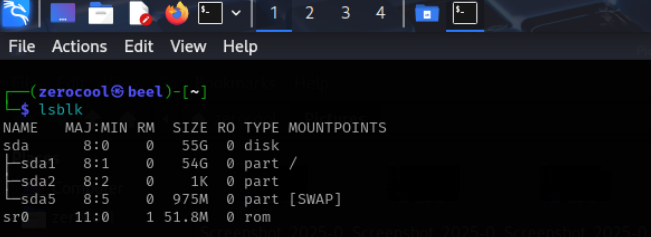 1 2 3 4
File Actions Edit View Help
┌──(zerocool㉿beel)-[~]
└─$ lsblk
NAME MAJ:MIN RM SIZE RO TYPE MOUNTPOINTS
sda 8:0 0 55G 0 disk
├─sda1 8:1 0 54G 0 part /
├─sda2 8:2 0 1K 0 part
└─sda5 8:5 0 975M 0 part [SWAP]
sr0 11:0 1 51.8M 0 rom